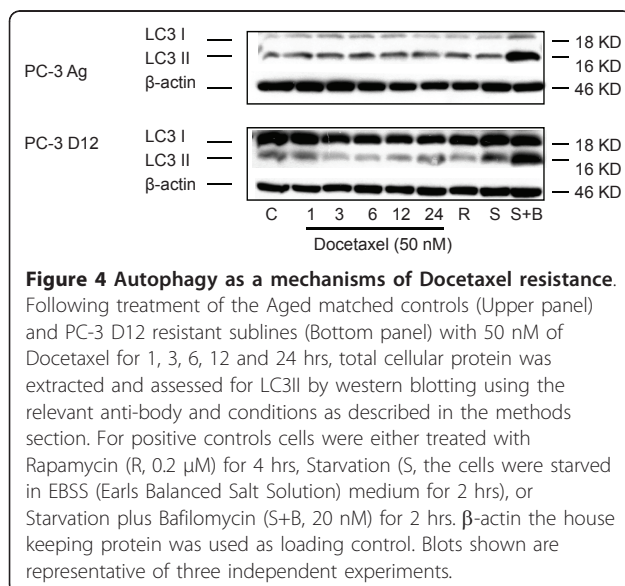 LC3 I
18 KD
LC3 II
PC-3 Ag
16 KD
β-actin
46 KD
PC-3 D12
LC3 I
18 KD
LC3 II
16 KD
β-actin
46 KD
C 1 3 6 12 24 R S S+B
Docetaxel (50 nM)
Figure 4 Autophagy as a mechanisms of Docetaxel resistance.
Following treatment of the Aged matched controls (Upper panel)
and PC-3 D12 resistant sublines (Bottom panel) with 50 nM of
Docetaxel for 1, 3, 6, 12 and 24 hrs, total cellular protein was
extracted and assessed for LC3II by western blotting using the
relevant anti-body and conditions as described in the methods
section. For positive controls cells were either treated with
Rapamycin (R, 0.2 μM) for 4 hrs, Starvation (S, the cells were starved
in EBSS (Earls Balanced Salt Solution) medium for 2 hrs), or
Starvation plus Bafilomycin (S+B, 20 nM) for 2 hrs. β-actin the house
keeping protein was used as loading control. Blots shown are
representative of three independent experiments.